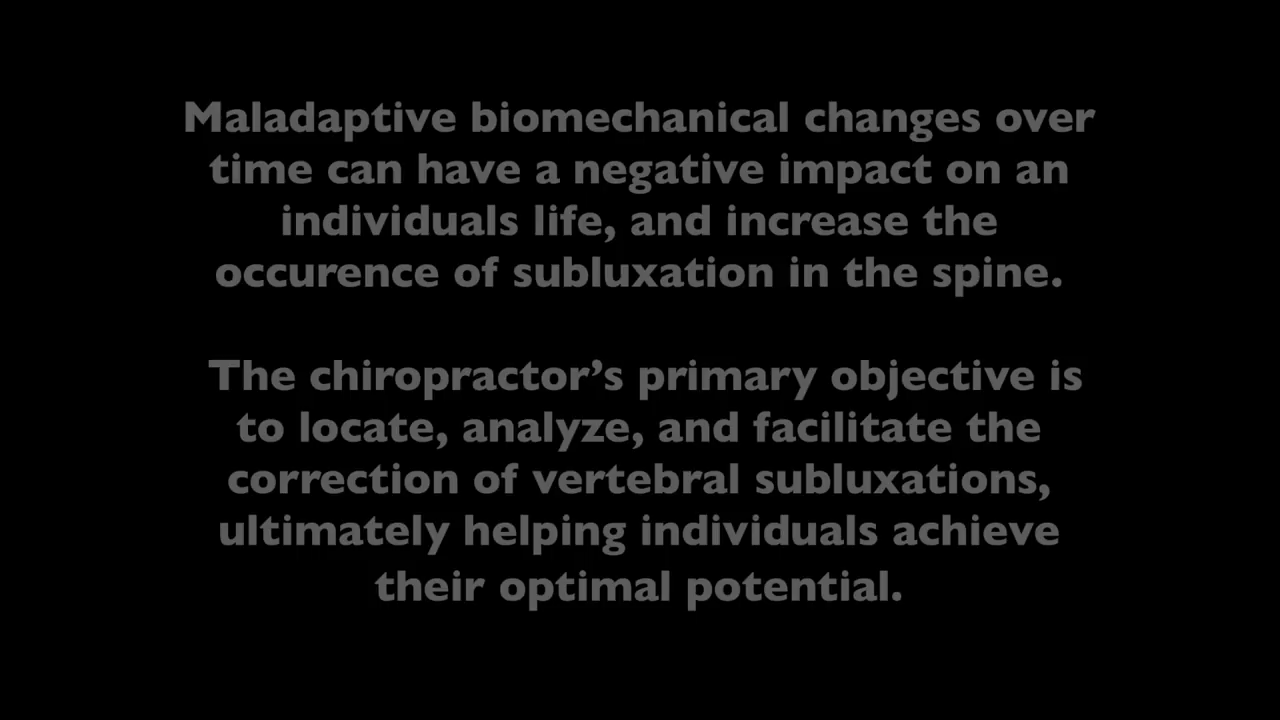 Maladaptive biomechanical changes over
time can have a negative impact on an
individuals life, and increase the
occurence of subluxation in the spine.
The chiropractor’s primary objective is
to locate, analyze, and facilitate the
correction of vertebral subluxations,
ultimately helping individuals achieve
their optimal potential.